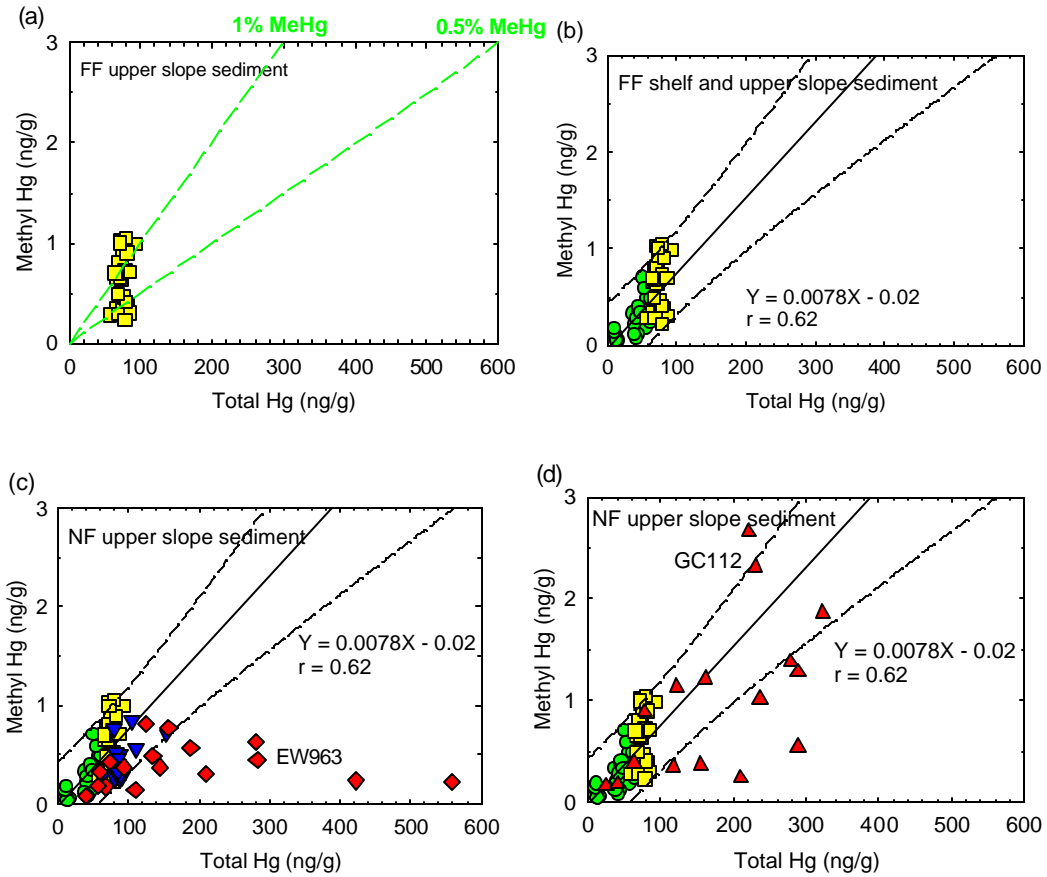 (a)
1% MeHg
0.5% MeHg
3
2
1
0
FF upper slope sediment
Methyl Hg (ng/g)
0
100
200
300
400
500
600
Total Hg (ng/g)
(b)
3
2
1
0
FF shelf and upper slope sediment
Methyl Hg (ng/g)
Y = 0.0078X - 0.02
r = 0.62
0
100
200
300
400
500
600
Total Hg (ng/g)
(c)
3
2
1
0
NF upper slope sediment
Methyl Hg (ng/g)
Y = 0.0078X - 0.02
r = 0.62
EW963
0
100
200
300
400
500
600
Total Hg (ng/g)
(d)
3
2
1
0
NF upper slope sediment
GC112
Methyl Hg (ng/g)
Y = 0.0078X - 0.02
r = 0.62
0
100
200
300
400
500
600
Total Hg (ng/g)